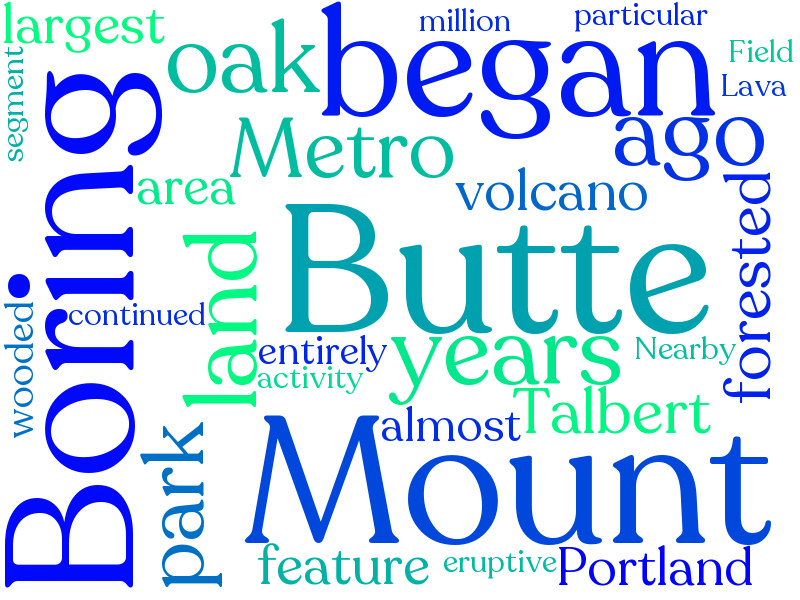 largest
million
particular
oak
began
Field
Lava
segment
Metro
ago
Boring
area
volcano
forested
land
Butte
wooded
continued
entirely
years
Nearby
activity
Talbert
park
almost
Mount
feature
eruptive
Portland